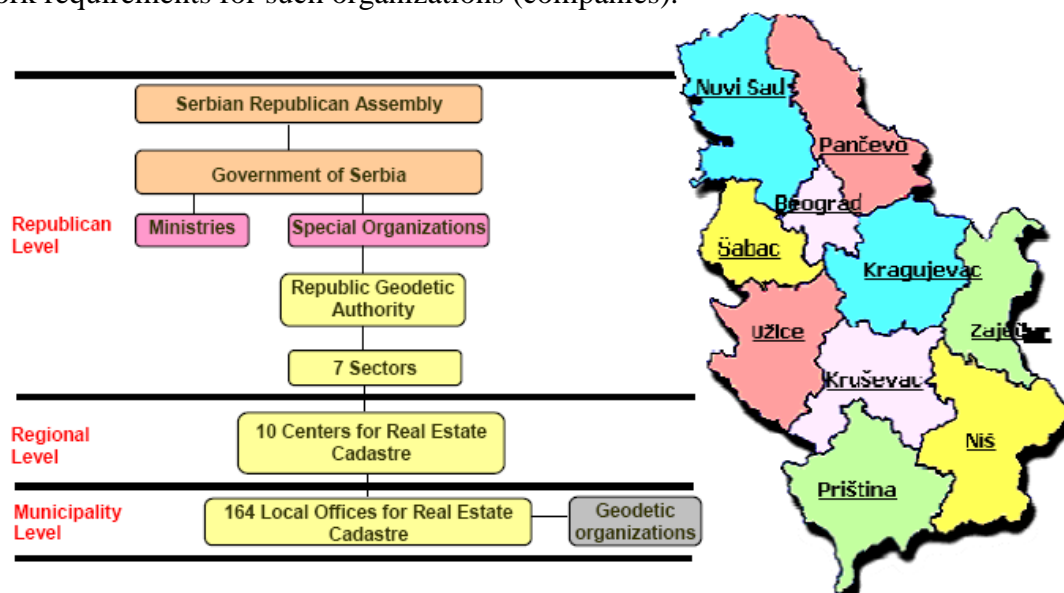 ork requirements for such organizations (companies).
Serbian Republican Assembly
Government of Serbia
Republican
Level
Ministries
Special Organizations
Republic Geodetic
Authority
7 Sectors
Regional
Level
10 Centers for Real Estate
Cadastre
Municipality
Level
164 Local Offices for Real Estate
Cadastre
Geodetic
organizations
Novi Sad
Pančevo
Beograd
Šabac
Kragujevac
Užice
Kruševac
Niš
Priština